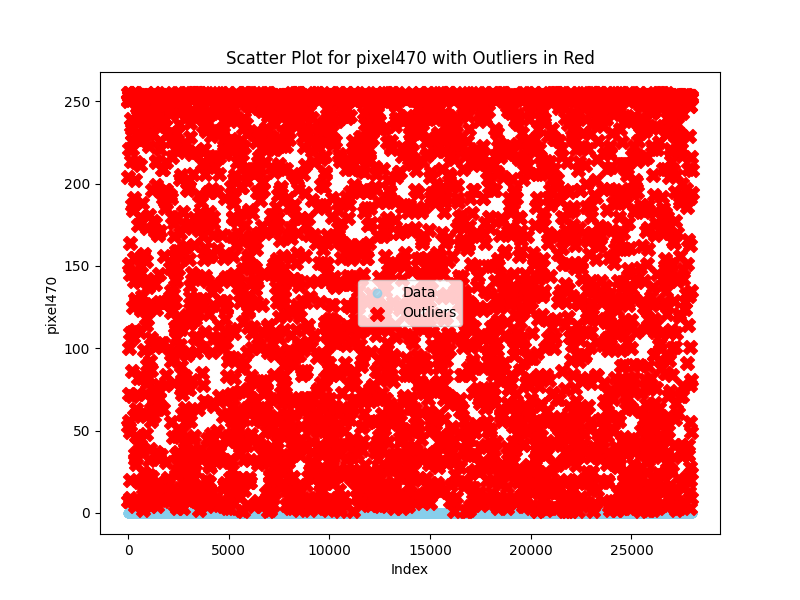 Scatter Plot for pixel470 with Outliers in Red
250
200
150
100
50
0
pixel470
Data
Outliers
0
5000
10000
15000
20000
25000
Index